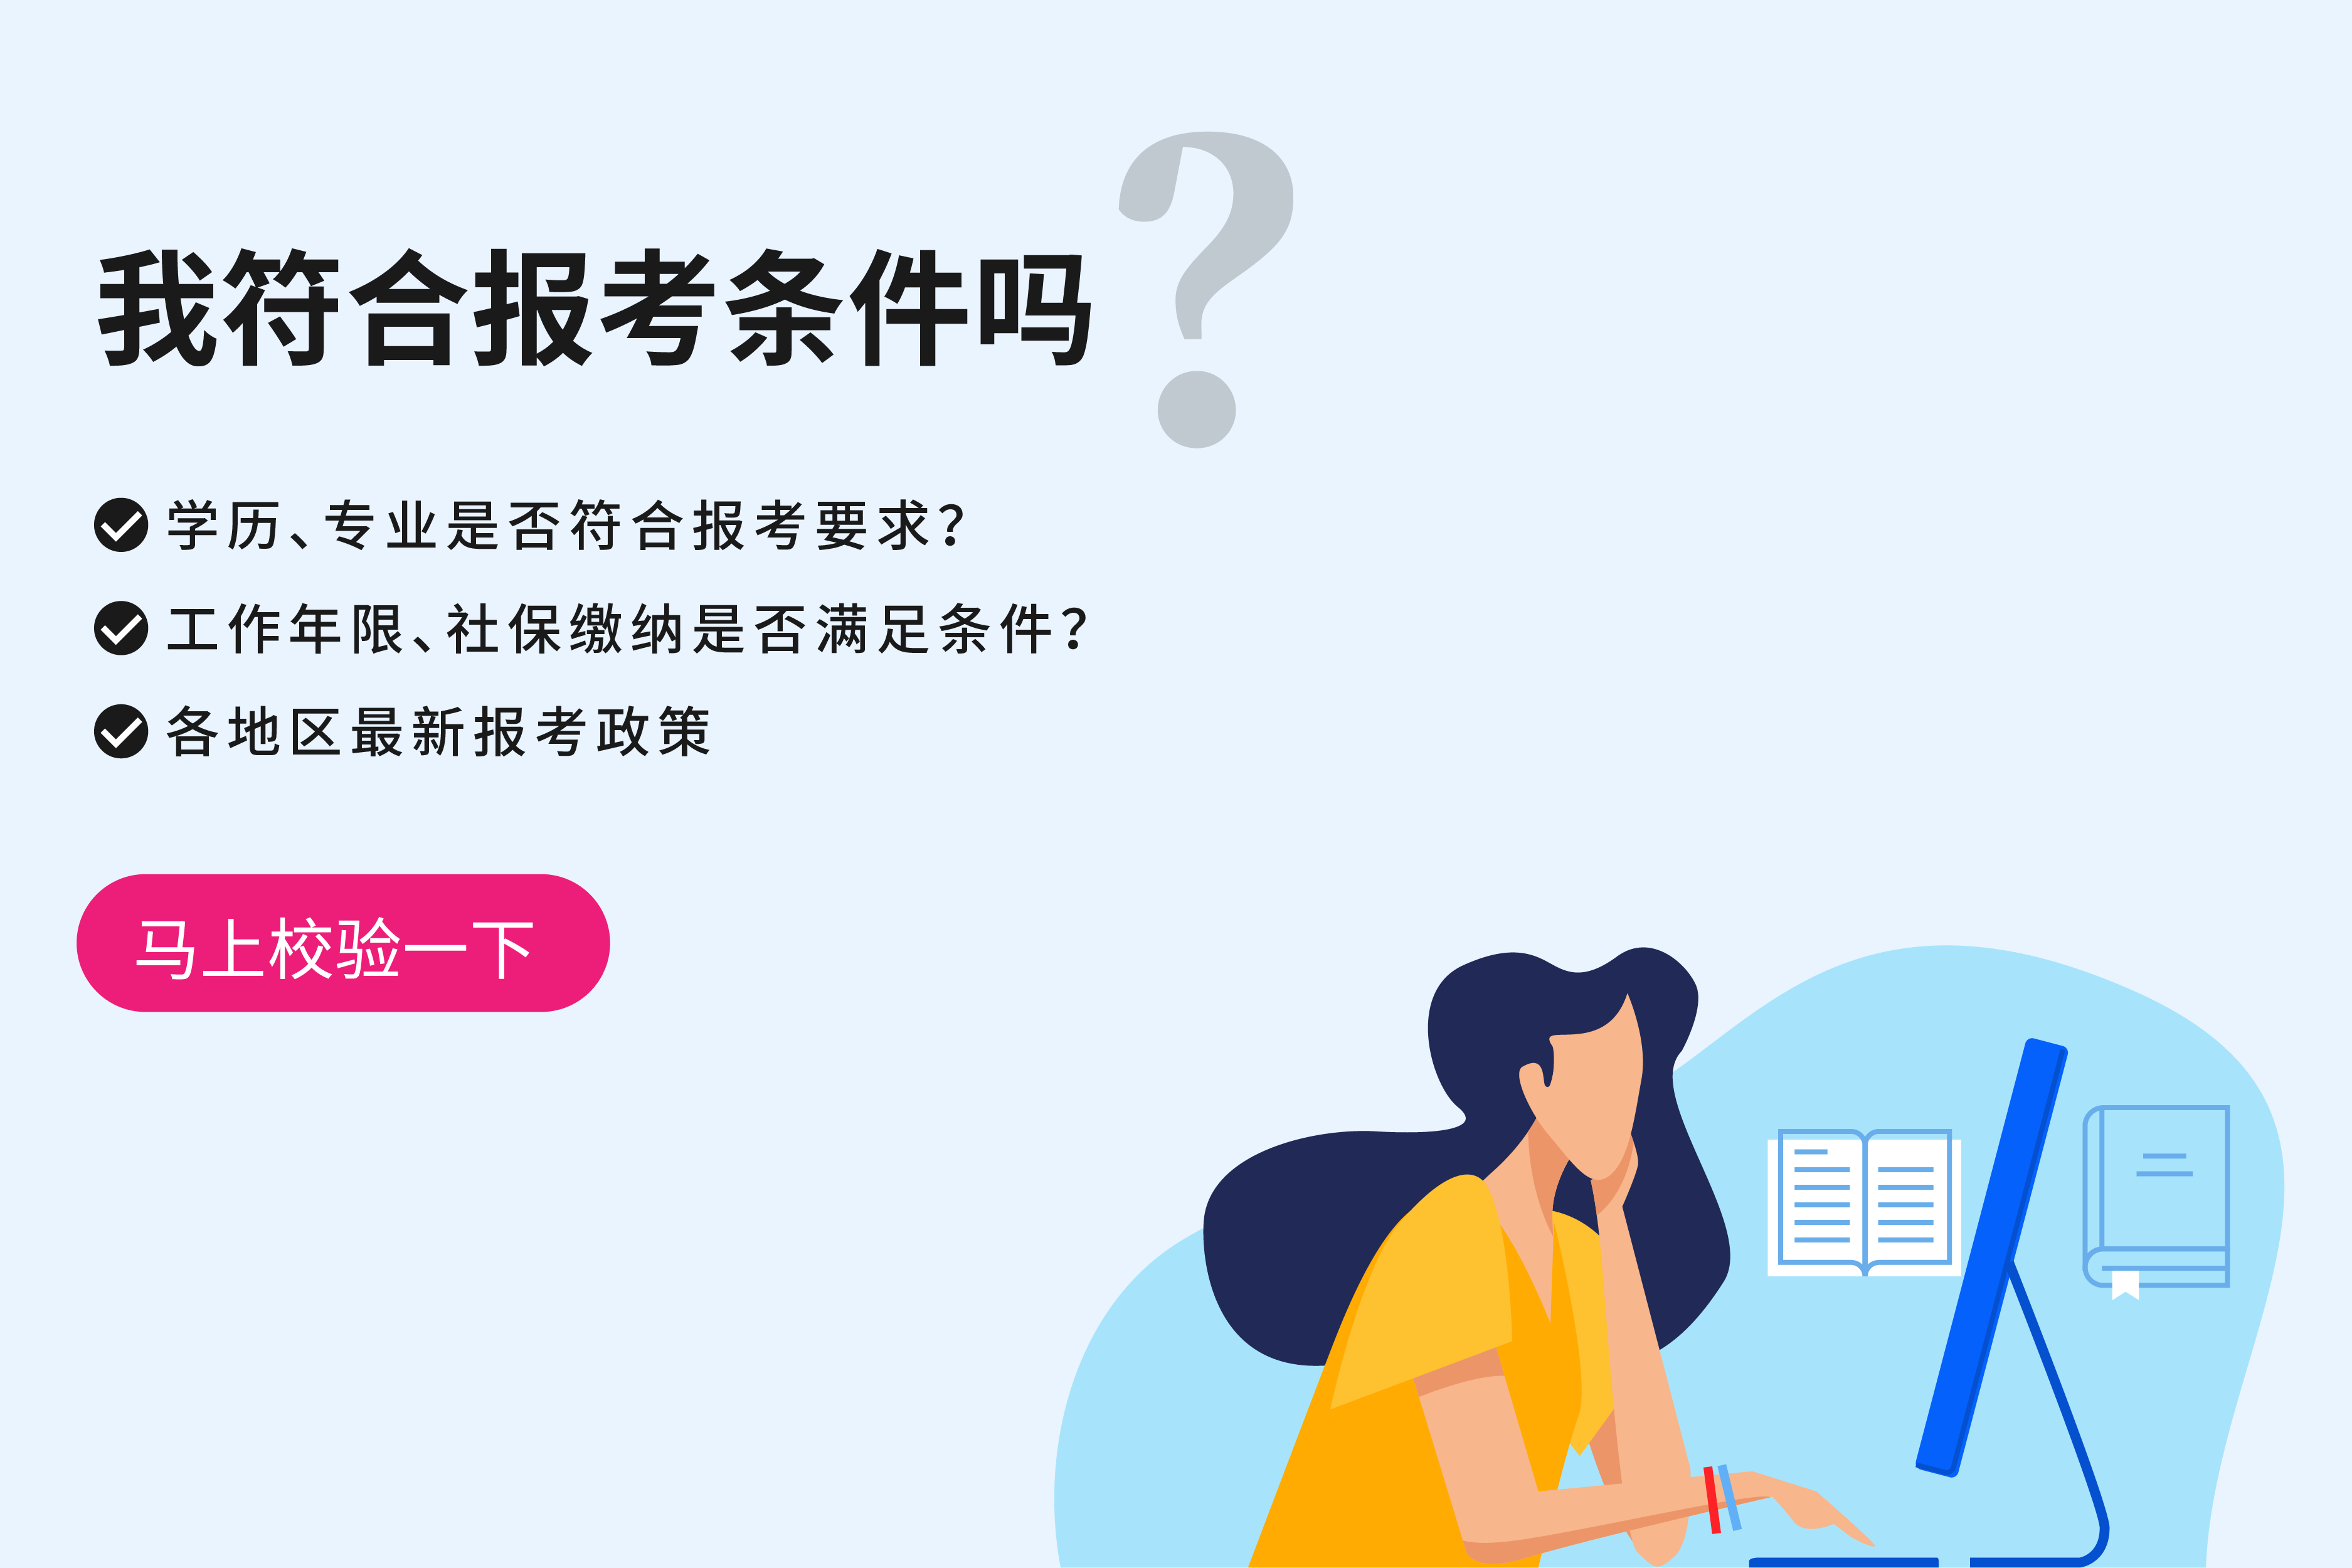 我符合报考条件吗?
学历、专业是否符合报考要求?
工作年限、社保缴纳是否满足条件?
各地区最新报考政策
马上校验一下